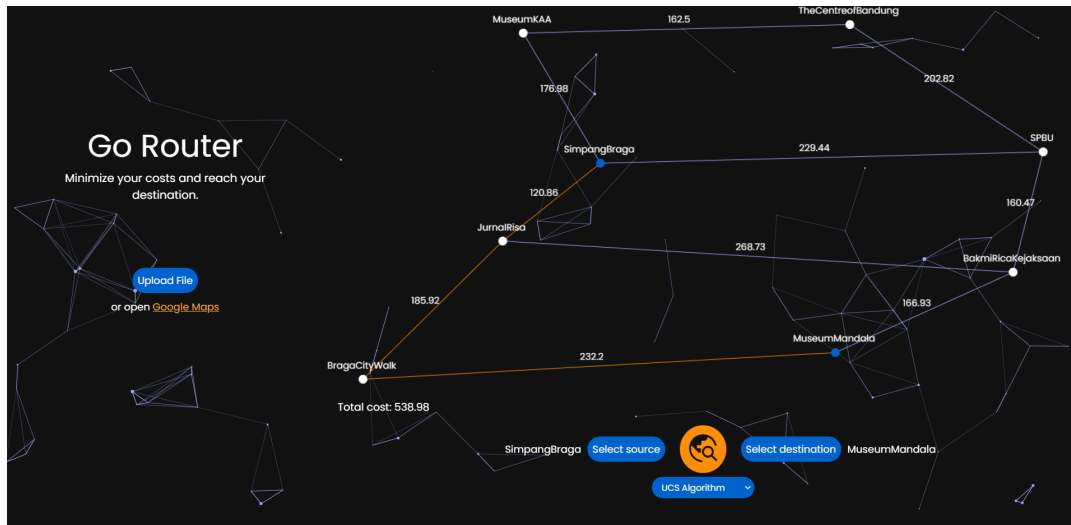 MuseumKAA
162.5
TheCentreofBandung
176.98
202.82
Go Router
Minimize your costs and reach your
destination.
SimpangBraga
229.44
SPBU
120.86
160.47
JurnalRisa
268.73
BakmiRicaKejaksaan
Upload File
or open Google Maps
185.92
166.93
MuseumMandala
BragaCityWalk
232.2
Total cost: 538.98
SimpangBraga Select source Select destination MuseumMandala
UCS Algorithm